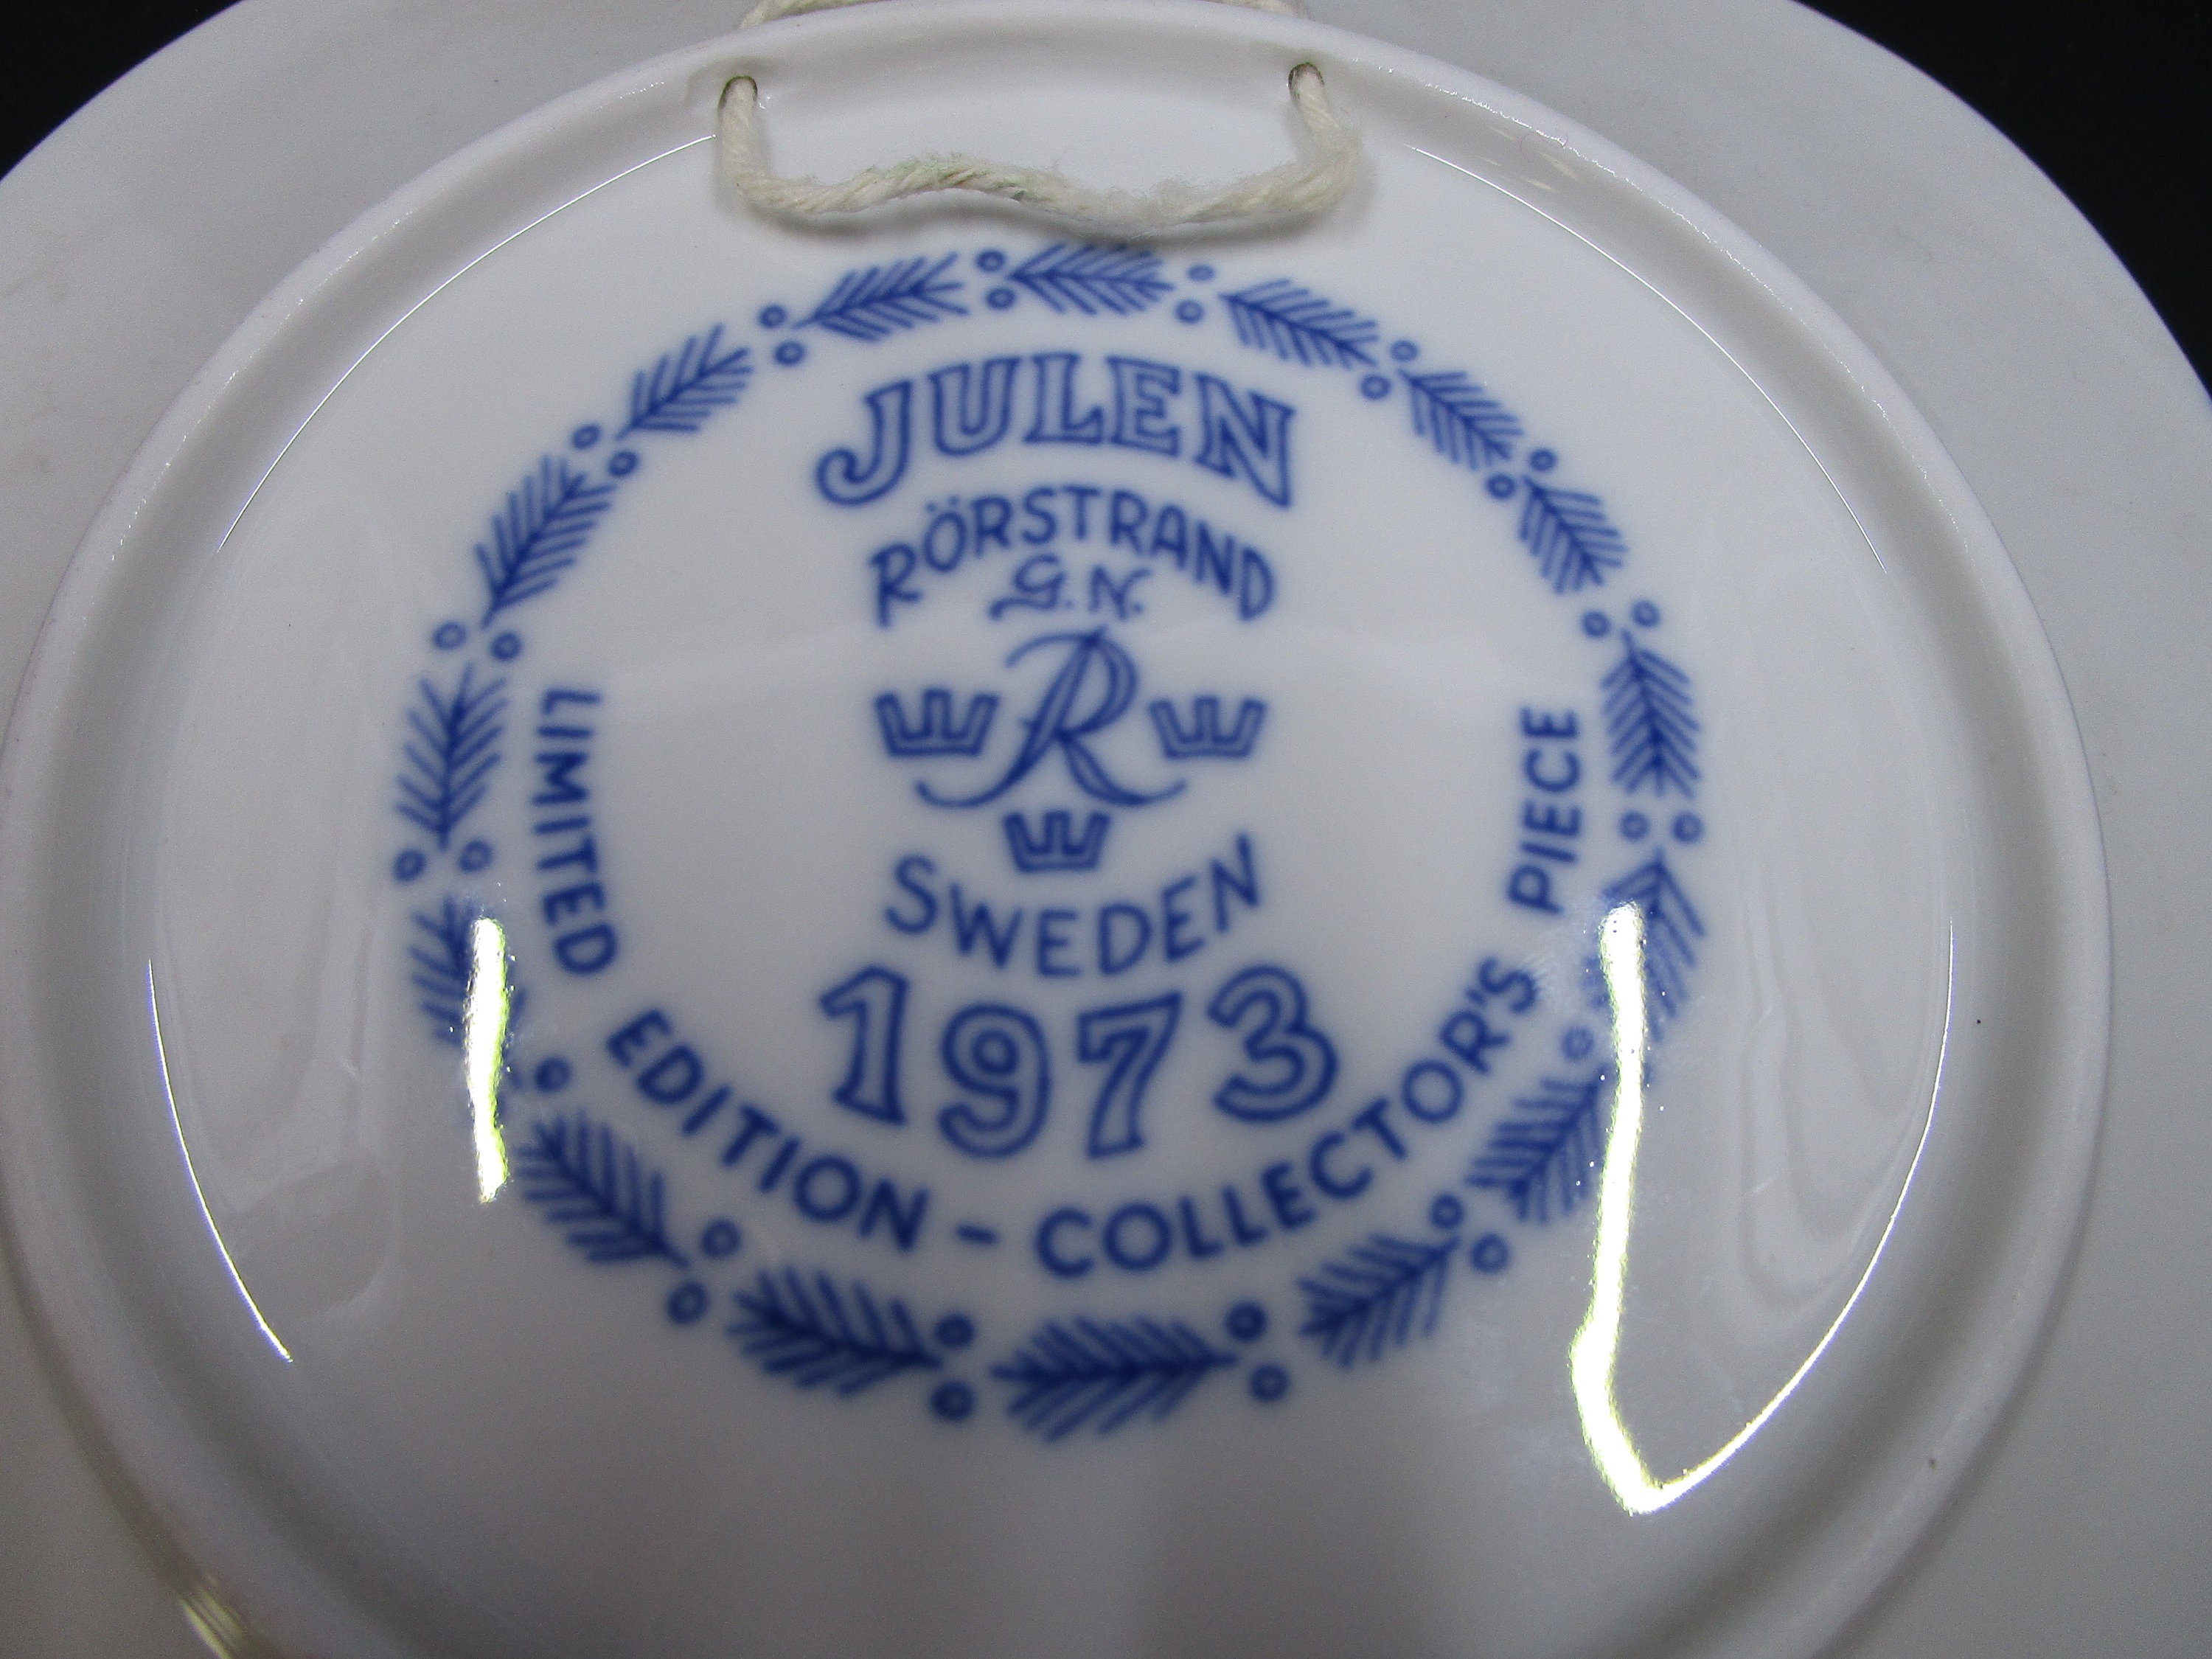 JULEN
RÖRSTRAND
G.N.
R
SWEDEN
1973
LIMITED EDITION - COLLECTOR'S PIECE